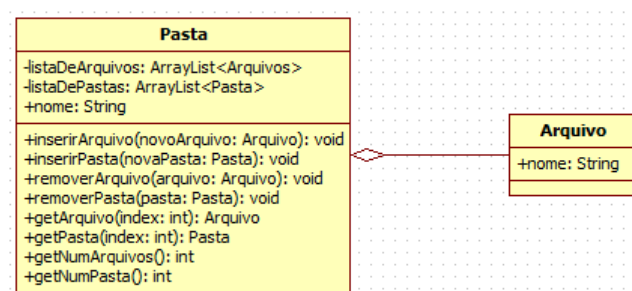 Pasta
-listaDeArquivos: ArrayList<Arquivos>
-listaDePastas: ArrayList<Pasta>
+nome: String
+inserirArquivo(novoArquivo: Arquivo): void
+inserirPasta(novaPasta: Pasta): void
+removerArquivo(arquivo: Arquivo): void
+removerPasta(pasta: Pasta): void
+getArquivo(index: int): Arquivo
+getPasta(index: int): Pasta
+getNumArquivos(): int
+getNumPasta(): int
Arquivo
+nome: String